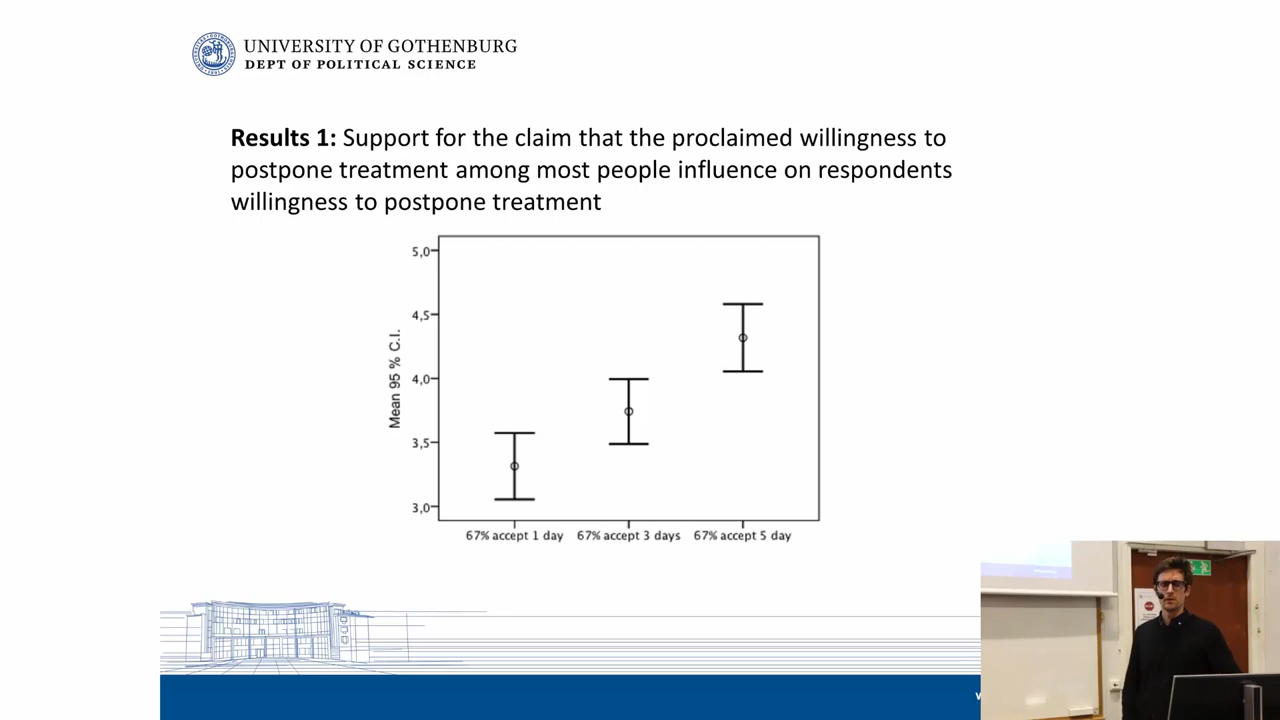 UNIVERSITY OF GOTHENBURG
DEPT OF POLITICAL SCIENCE
Results 1: Support for the claim that the proclaimed willingness to
postpone treatment among most people influence on respondents
willingness to postpone treatment
5,0
4,5
4,0
3,5
3,0
Mean 95 % C.I.
67% accept 1 day
67% accept 3 days
67% accept 5 day